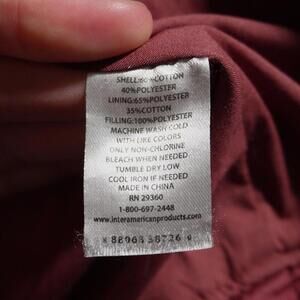 SHELL:60%COTTON
40%POLYESTER
LINING:65%POLYESTER
35%COTTON
FILLING:100%POLYESTER
MACHINE WASH COLD
WITH LIKE COLORS
ONLY NON-CHLORINE
BLEACH WHEN NEEDED
TUMBLE DRY LOW
COOL IRON IF NEEDED
MADE IN CHINA
RN 29360
1-800-697-2448
www.interamericanproducts.com